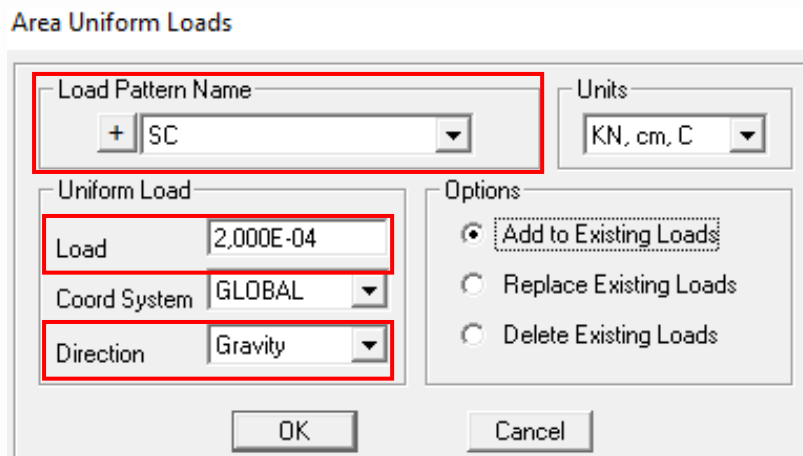 Area Uniform Loads
Load Pattern Name
+ SC
Units
KN, cm, C
Uniform Load
Load 2,000E-04
Coord System GLOBAL
Direction Gravity
Options
Add to Existing Loads
Replace Existing Loads
Delete Existing Loads
OK
Cancel